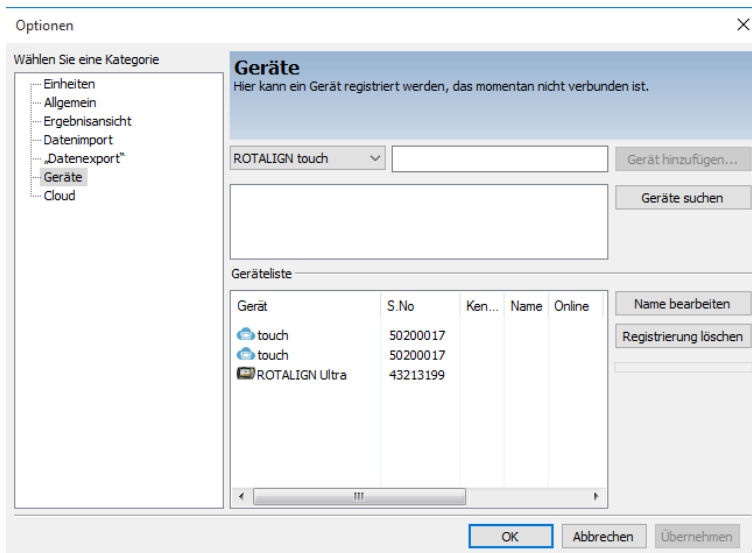 Optionen
Wählen Sie eine Kategorie
Einheiten
Allgemein
Ergebnisansicht
Datenimport
„Datenexport“
Geräte
Cloud
Geräte
Hier kann ein Gerät registriert werden, das momentan nicht verbunden ist.
ROTALIGN touch
Gerät hinzufügen...
Geräte suchen
Geräteliste
Gerät S.No Ken... Name Online
touch 50200017
touch 50200017
ROTALIGN Ultra 43213199
Name bearbeiten
Registrierung löschen
OK Abbrechen Übernehmen